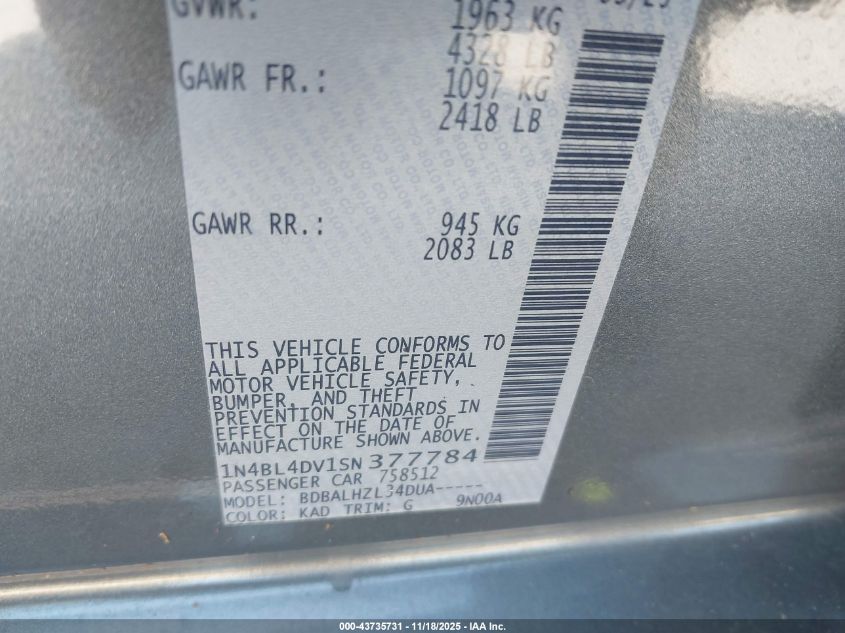 GVWR: 1963 KG
4328 LB
GAWR FR.: 1097 KG
2418 LB
GAWR RR.: 945 KG
2083 LB
THIS VEHICLE CONFORMS TO
ALL APPLICABLE FEDERAL
MOTOR VEHICLE SAFETY,
BUMPER, AND THEFT
PREVENTION STANDARDS IN
EFFECT ON THE DATE OF
MANUFACTURE SHOWN ABOVE.
1N4BL4DV1SN377784
PASSENGER CAR 758512
MODEL: BDBALHZL34DUA-----
COLOR: KAD TRIM: G 9N00A
000-43735731 - 11/18/2025 - IAA Inc.